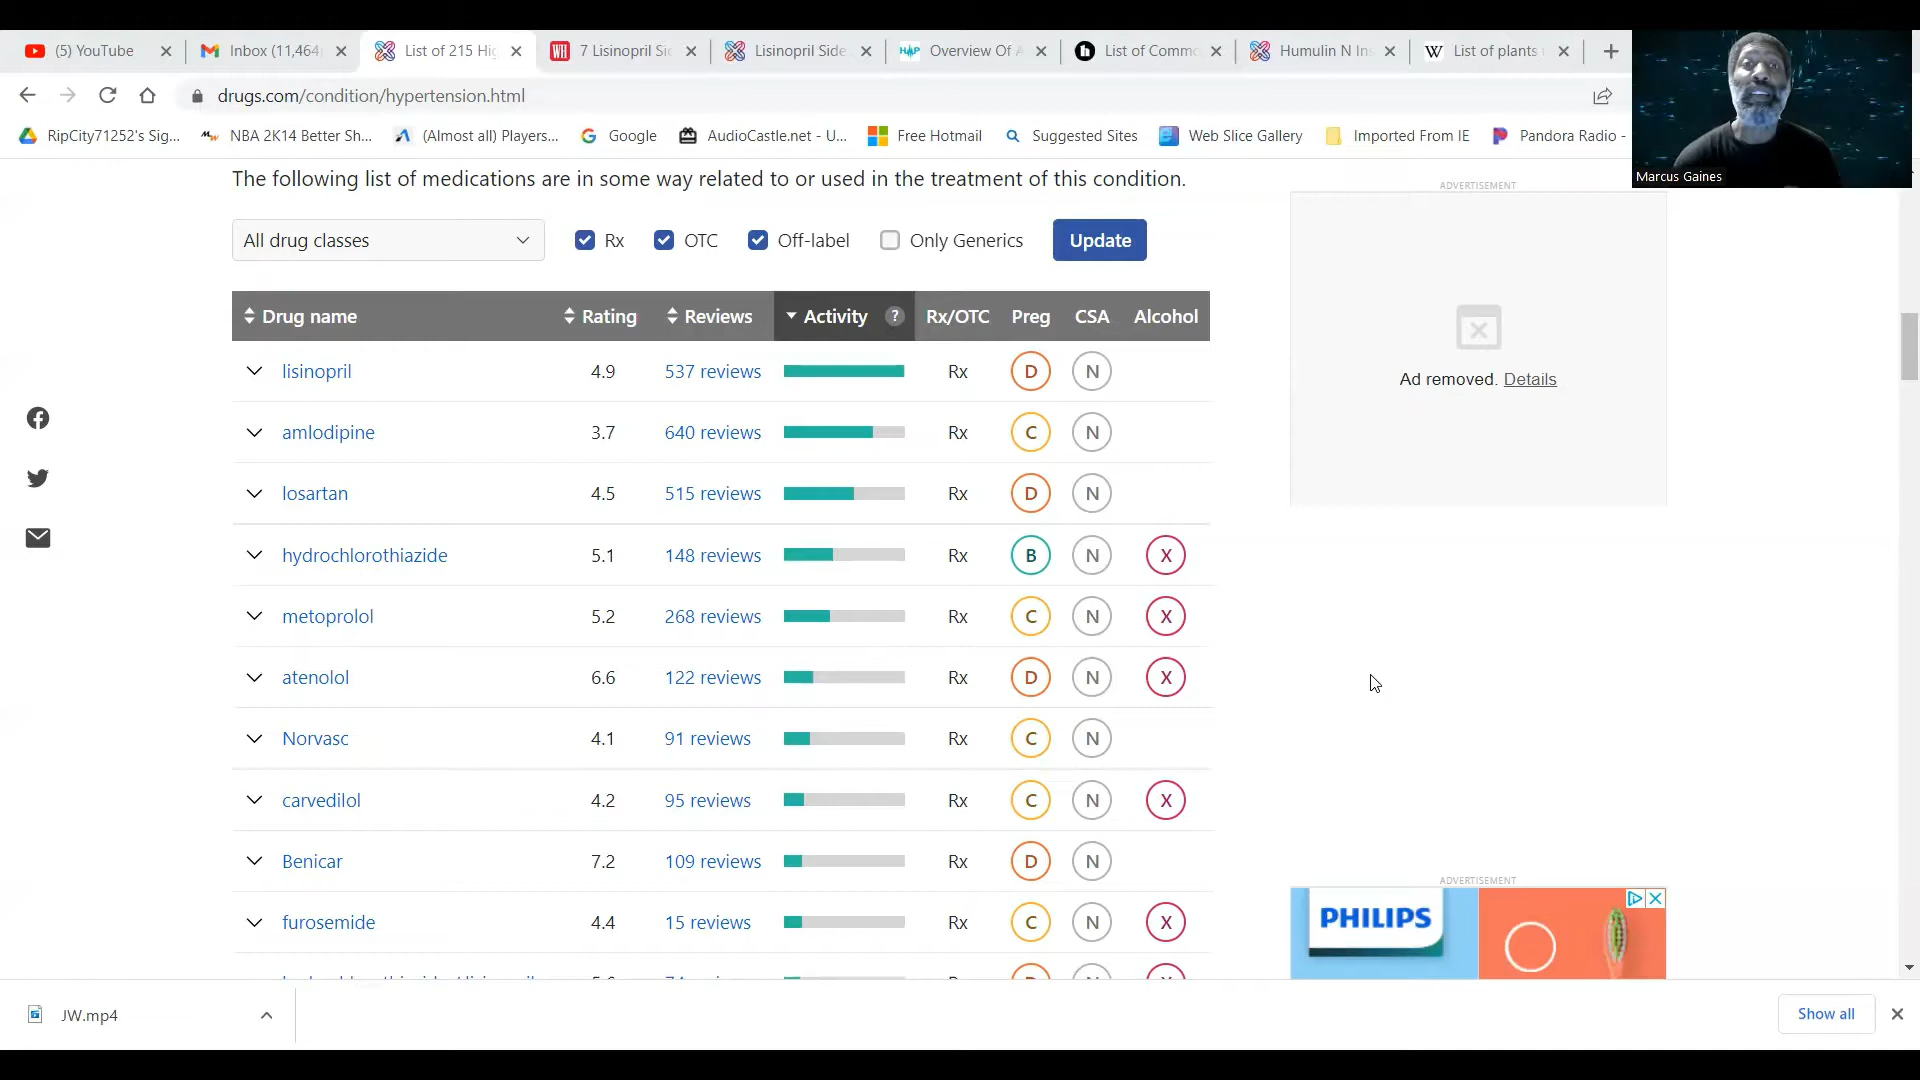 (5) YouTube
Inbox (11,464
List of 215 Hig
7 Lisinopril Sid
Lisinopril Side
Overview Of A
List of Commo
Humulin N Ins
List of plants
drugs.com/condition/hypertension.html
RipCity71252's Sig...
NBA 2K14 Better Sh...
(Almost all) Players...
Google
AudioCastle.net - U...
Free Hotmail
Suggested Sites
Web Slice Gallery
Imported From IE
Pandora Radio -
Marcus Gaines
The following list of medications are in some way related to or used in the treatment of this condition.
ADVERTISEMENT
All drug classes Rx OTC Off-label Only Generics Update
Drug name Rating Reviews Activity ? Rx/OTC Preg CSA Alcohol
lisinopril 4.9 537 reviews Rx D N
Ad removed. Details
amlodipine 3.7 640 reviews Rx C N
losartan 4.5 515 reviews Rx D N
hydrochlorothiazide 5.1 148 reviews Rx B N X
metoprolol 5.2 268 reviews Rx C N X
atenolol 6.6 122 reviews Rx D N X
Norvasc 4.1 91 reviews Rx C N
carvedilol 4.2 95 reviews Rx C N X
Benicar 7.2 109 reviews Rx D N
ADVERTISEMENT
PHILIPS
furosemide 4.4 15 reviews Rx C N X
JW.mp4
Show all